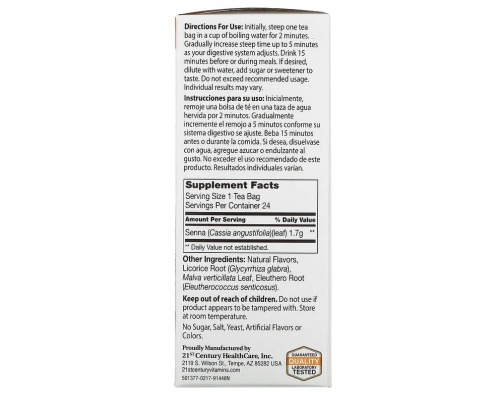 Directions For Use: Initially, steep one tea
bag in a cup of boiling water for 2 minutes.
Gradually increase steep time up to 5 minutes
as your digestive system adjusts. Drink 15
minutes before or during meals. If desired,
dilute with water, add sugar or sweetener to
taste. Do not exceed recommended usage.
Individual results may vary.
Instrucciones para su uso: Inicialmente,
remoje una bolsa de té en una taza de agua
hervida por 2 minutos. Gradualmente
incremente el remojo a 5 minutos conforme su
sistema digestivo se ajuste. Beba 15 minutos
antes o durante la comida. Si desea, disuelvase
con agua, agregue azucar o endulzante al
gusto. No exceder el uso recomendado de este
producto. Resultados individuales varían.
Supplement Facts
Serving Size 1 Tea Bag
Servings Per Container 24
Amount Per Serving % Daily Value
Senna (Cassia angustifolia)(leaf) 1.7g **
** Daily Value not established.
Other Ingredients: Natural Flavors,
Licorice Root (Glycyrrhiza glabra),
Malva verticillata Leaf, Eleuthero Root
(Eleutherococcus senticosus).
Keep out of reach of children. Do not use if
product appears to be tampered with. Store
at room temperature.
No Sugar, Salt, Yeast, Artificial Flavors or
Colors.
Proudly Manufactured by
21ST Century HealthCare, Inc.
2119 S. Wilson St., Tempe, AZ 85282 USA
21stcenturyvitamins.com
501377-0217-91448N
GUARANTEED
QUALITY
LABORATORY
TESTED